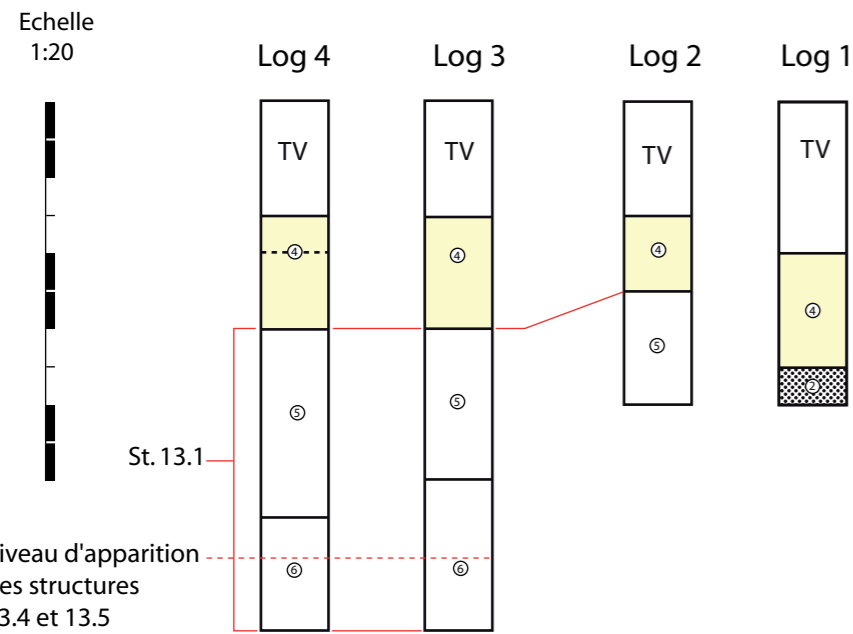 Echelle
1:20
Log 4 Log 3 Log 2 Log 1
TV TV TV TV
④ ④ ④ ④
⑤ ⑤ ⑤ ②
St. 13.1
iveau d'apparition
es structures
3.4 et 13.5
⑥ ⑥